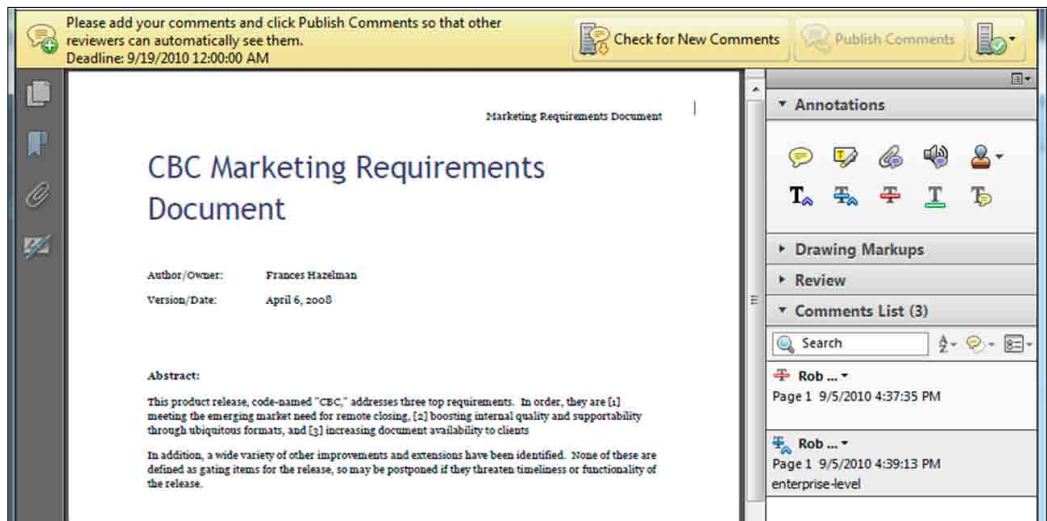 Please add your comments and click Publish Comments so that other
reviewers can automatically see them.
Deadline: 9/19/2010 12:00:00 AM
Check for New Comments
Publish Comments
Marketing Requirements Document
CBC Marketing Requirements
Document
Author/Owner: Frances Hazelman
Version/Date: April 6, 2008
Abstract:
This product release, code-named "CBC," addresses three top requirements. In order, they are [1]
meeting the emerging market need for remote closing, [2] boosting internal quality and supportability
through ubiquitous formats, and [3] increasing document availability to clients
In addition, a wide variety of other improvements and extensions have been identified. None of these are
defined as gating items for the release, so may be postponed if they threaten timeliness or functionality of
the release.
Annotations
Drawing Markups
Review
Comments List (3)
Search
Rob ...
Page 1 9/5/2010 4:37:35 PM
Rob ...
Page 1 9/5/2010 4:39:13 PM
enterprise-level